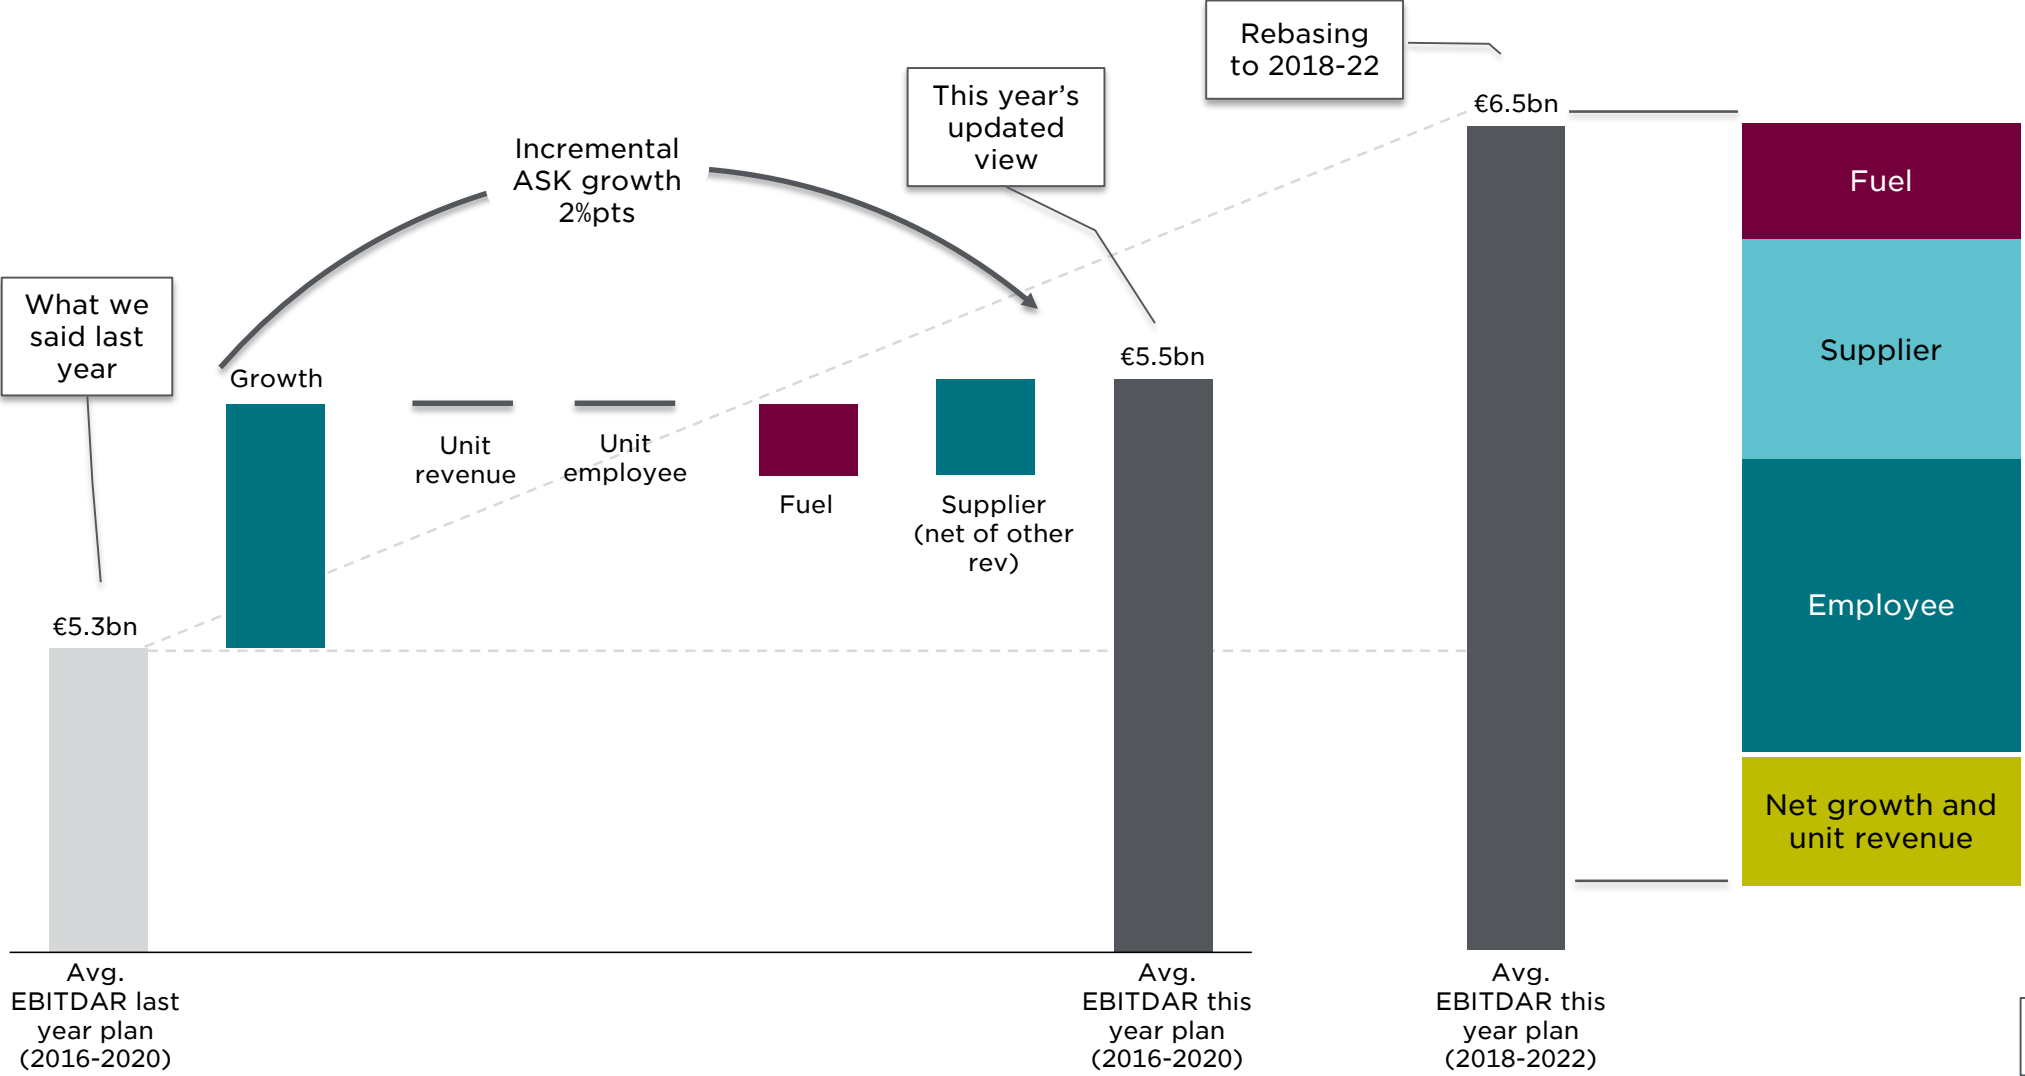 Rebasing
to 2018-22
This year’s
updated
view
€6.5bn
Incremental
ASK growth
2%pts
Fuel
What we
said last
year
Supplier
€5.5bn
Growth
Unit
revenue
Unit
employee
Fuel
Supplier
(net of other
rev)
Employee
€5.3bn
Net growth and
unit revenue
Avg.
EBITDAR last
year plan
(2016-2020)
Avg.
EBITDAR this
year plan
(2016-2020)
Avg.
EBITDAR this
year plan
(2018-2022)